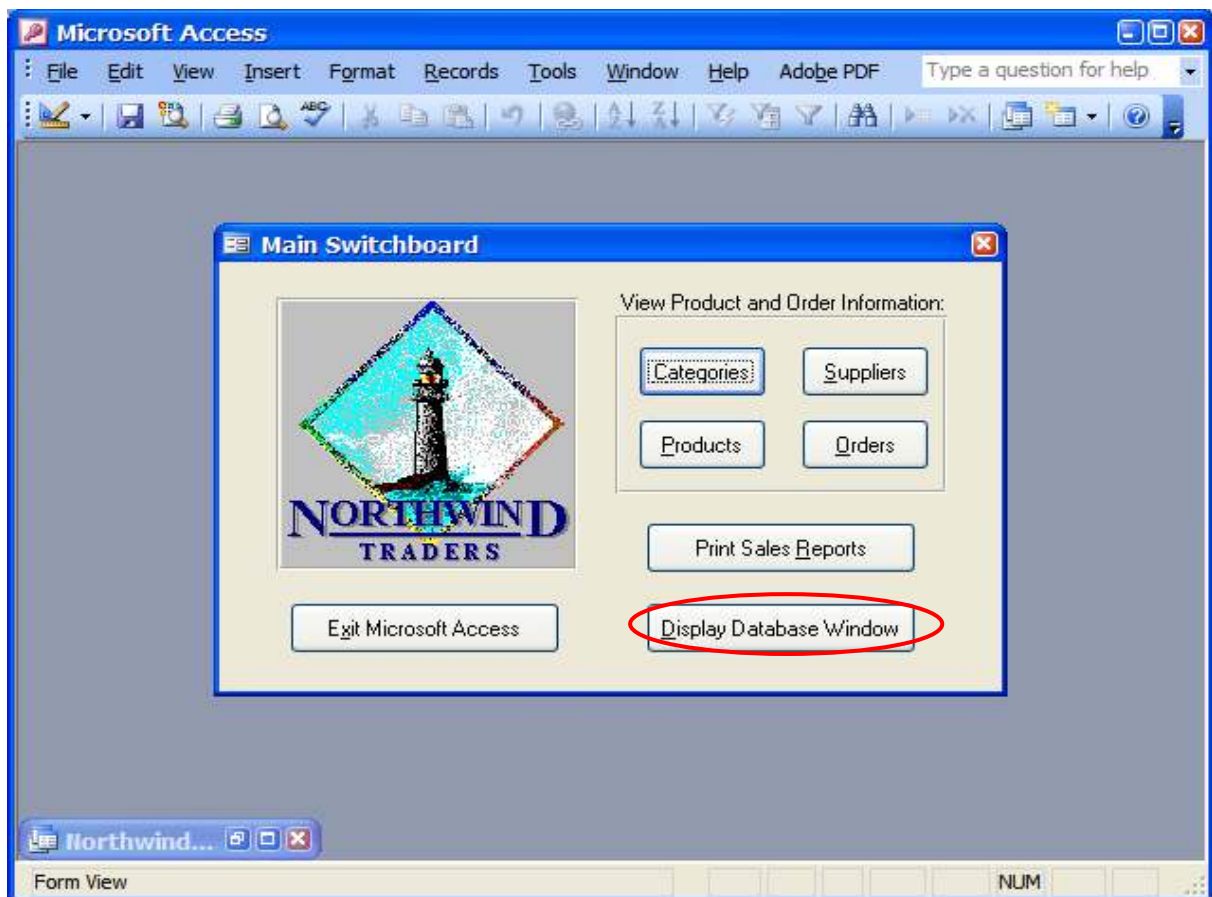 Microsoft Access
File Edit View Insert Format Records Tools Window Help Adobe PDF Type a question for help
ABC
Main Switchboard
View Product and Order Information:
Categories Suppliers
Products Orders
NORTHWIND
TRADERS
Print Sales Reports
Exit Microsoft Access Display Database Window
Northwind...
Form View NUM